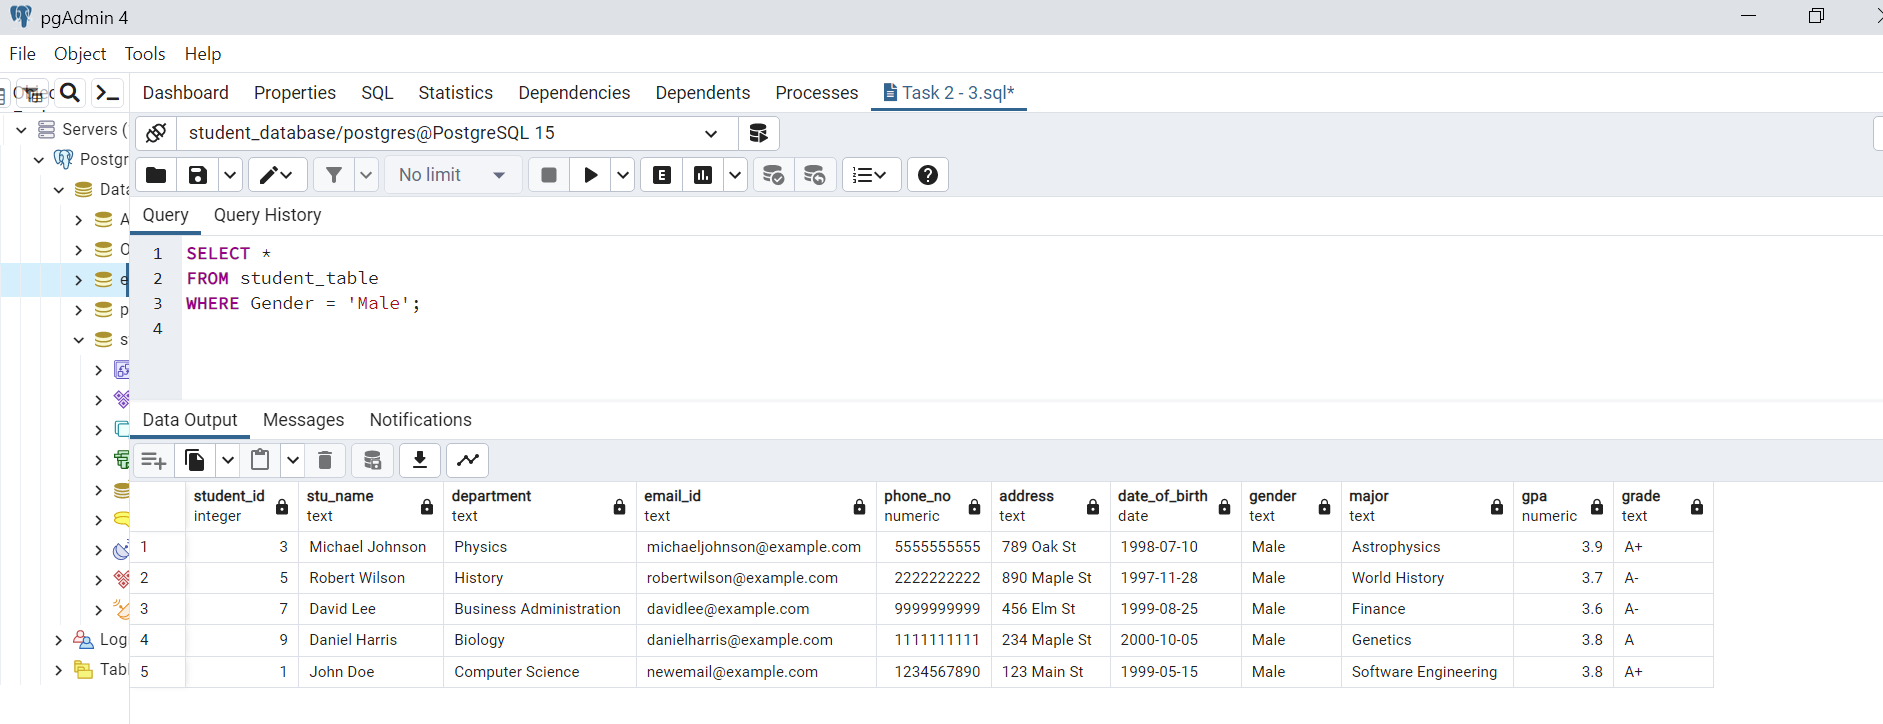 pgAdmin 4
File Object Tools Help
Dashboard Properties SQL Statistics Dependencies Dependents Processes Task 2 - 3.sql*
Servers (
student_database/postgres@PostgreSQL 15
Postgr
No limit E
Data
Query Query History
A
1 SELECT *
O
2 FROM student_table
e
3 WHERE Gender = 'Male';
p
4
s
Data Output Messages Notifications
student_id stu_name department email_id phone_no address date_of_birth gender major gpa grade
integer text text text numeric text date text text numeric text
1 3 Michael Johnson Physics michaeljohnson@example.com 5555555555 789 Oak St 1998-07-10 Male Astrophysics 3.9 A+
2 5 Robert Wilson History robertwilson@example.com 2222222222 890 Maple St 1997-11-28 Male World History 3.7 A-
3 7 David Lee Business Administration davidlee@example.com 9999999999 456 Elm St 1999-08-25 Male Finance 3.6 A-
4 9 Daniel Harris Biology danielharris@example.com 1111111111 234 Maple St 2000-10-05 Male Genetics 3.8 A
5 1 John Doe Computer Science newemail@example.com 1234567890 123 Main St 1999-05-15 Male Software Engineering 3.8 A+
Log
Tabl